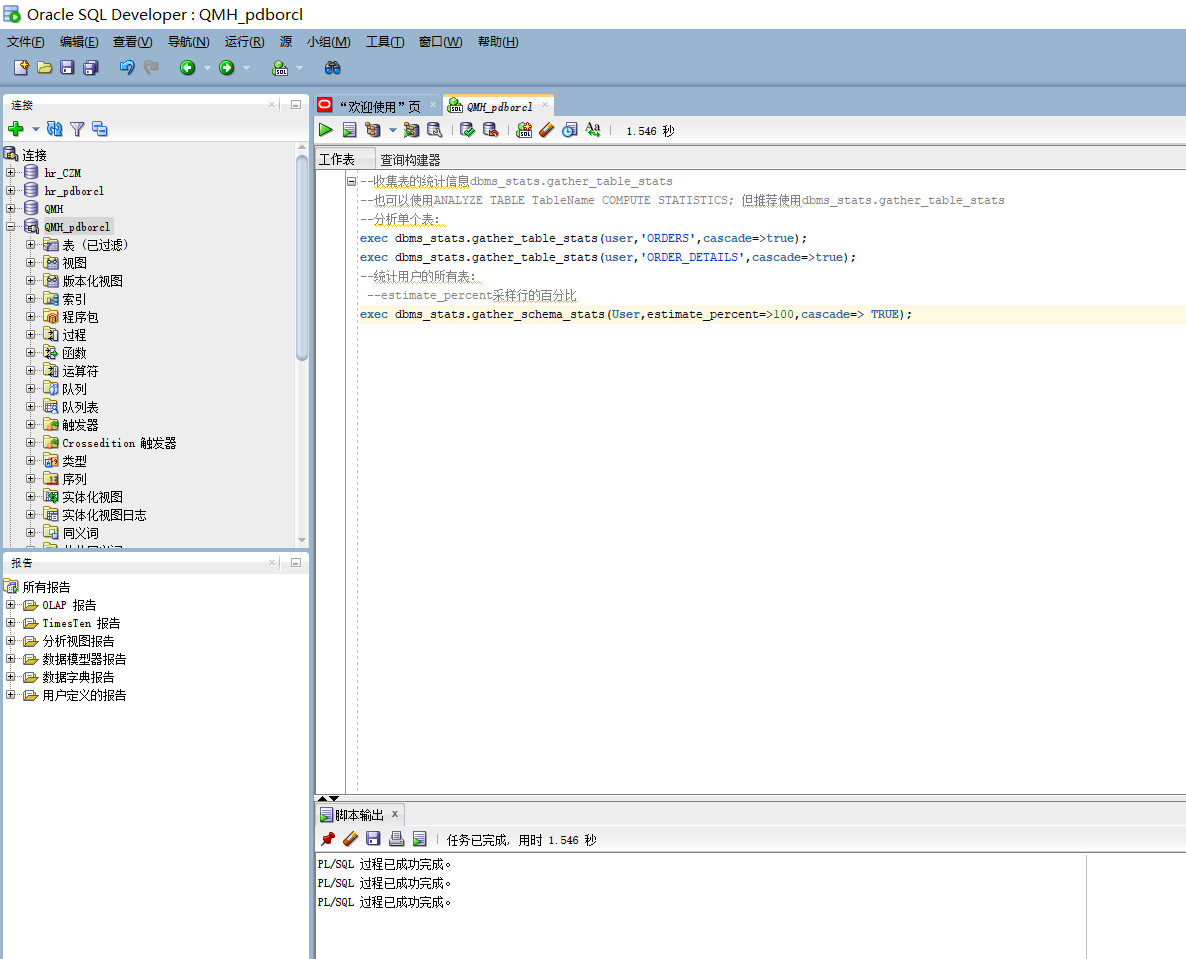 Oracle SQL Developer : QMH_pdborcl
文件(F) 编辑(E) 查看(V) 导航(N) 运行(R) 源 小组(M) 工具(T) 窗口(W) 帮助(H)
连接
连接
hr_CZM
hr_pdborcl
QMH
QMH_pdborcl
表 (已过滤)
视图
版本化视图
索引
程序包
过程
函数
运算符
队列
队列表
触发器
Crossedition 触发器
类型
序列
实体化视图
实体化视图日志
同义词
报告
所有报告
OLAP 报告
TimesTen 报告
分析视图报告
数据模型器报告
数据字典报告
用户定义的报告
“欢迎使用”页 QMH_pdborcl
1.546 秒
工作表 查询构建器
--收集表的统计信息dbms_stats.gather_table_stats
--也可以使用ANALYZE TABLE TableName COMPUTE STATISTICS; 但推荐使用dbms_stats.gather_table_stats
--分析单个表:
exec dbms_stats.gather_table_stats(user,'ORDERS',cascade=>true);
exec dbms_stats.gather_table_stats(user,'ORDER_DETAILS',cascade=>true);
--统计用户的所有表:
--estimate_percent采样行的百分比
exec dbms_stats.gather_schema_stats(User,estimate_percent=>100,cascade=> TRUE);
脚本输出 x
任务已完成, 用时 1.546 秒
PL/SQL 过程已成功完成。
PL/SQL 过程已成功完成。
PL/SQL 过程已成功完成。